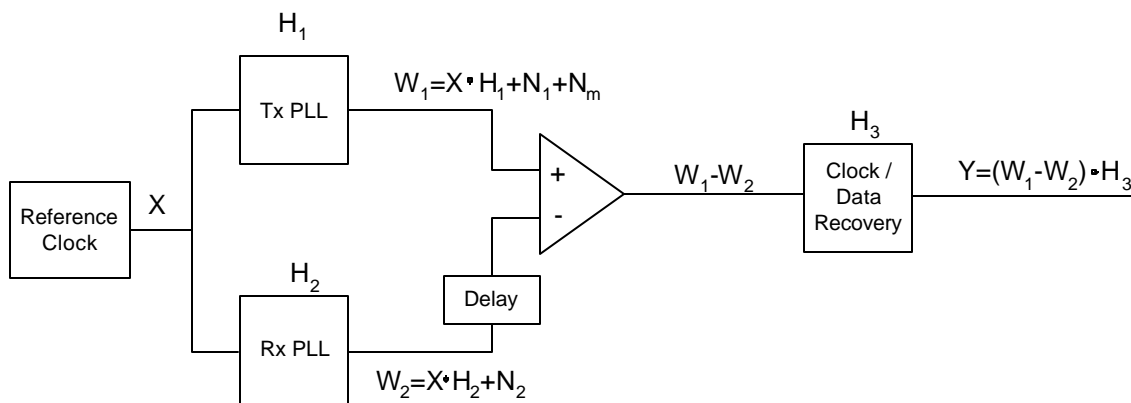 H₁
Tx PLL
W₁=X·H₁+N₁+Nₘ
Reference
Clock
X
+
-
W₁-W₂
H₃
Clock /
Data
Recovery
Y=(W₁-W₂)·H₃
H₂
Rx PLL
Delay
W₂=X·H₂+N₂